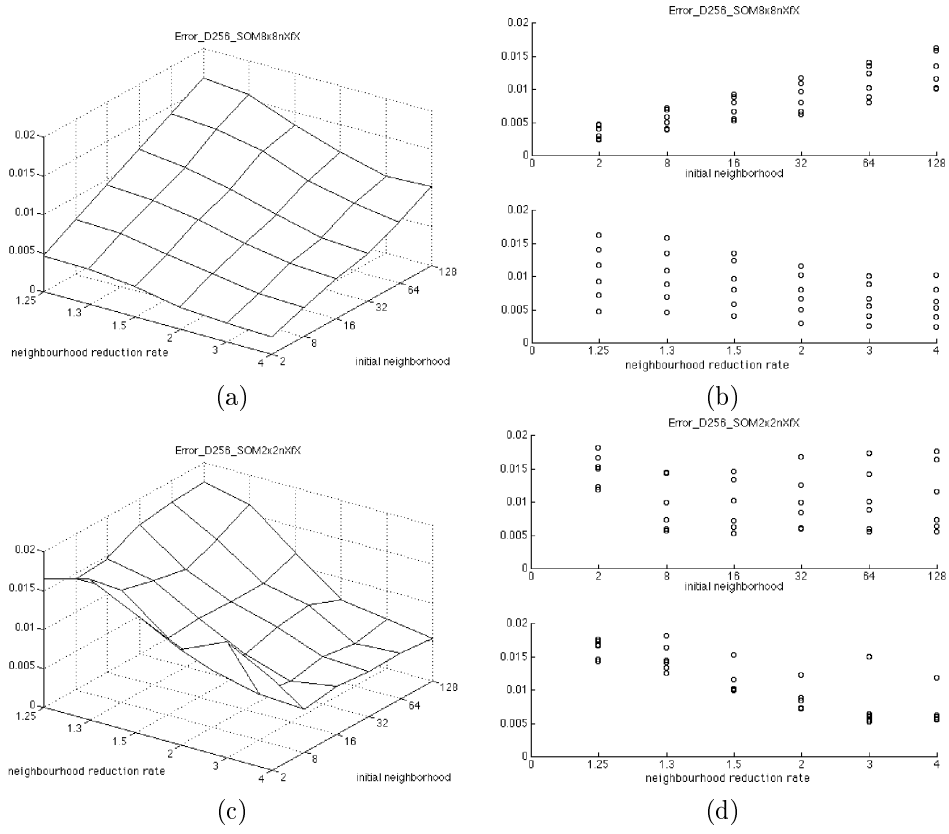 Error_D256_SOM8x8nXfX
0.02
0.015
0.01
0.005
0
1.25
1.3
1.5
2
3
4
2
8
16
32
64
128
neighbourhood reduction rate
initial neighborhood
(a)
Error_D256_SOM8x8nXfX
0.02
0.015
0.01
0.005
0
0 2 8 16 32 64 128
initial neighborhood
0.02
0.015
0.01
0.005
0
0 1.25 1.3 1.5 2 3 4
neighbourhood reduction rate
(b)
Error_D256_SOM2x2nXfX
0.02
0.015
0.01
0.005
0
1.25
1.3
1.5
2
3
4
2
8
16
32
64
128
neighbourhood reduction rate
initial neighborhood
(c)
Error_D256_SOM2x2nXfX
0.02
0.015
0.01
0.005
0
0 2 8 16 32 64 128
initial neighborhood
0.02
0.015
0.01
0.005
0
0 1.25 1.3 1.5 2 3 4
neighbourhood reduction rate
(d)